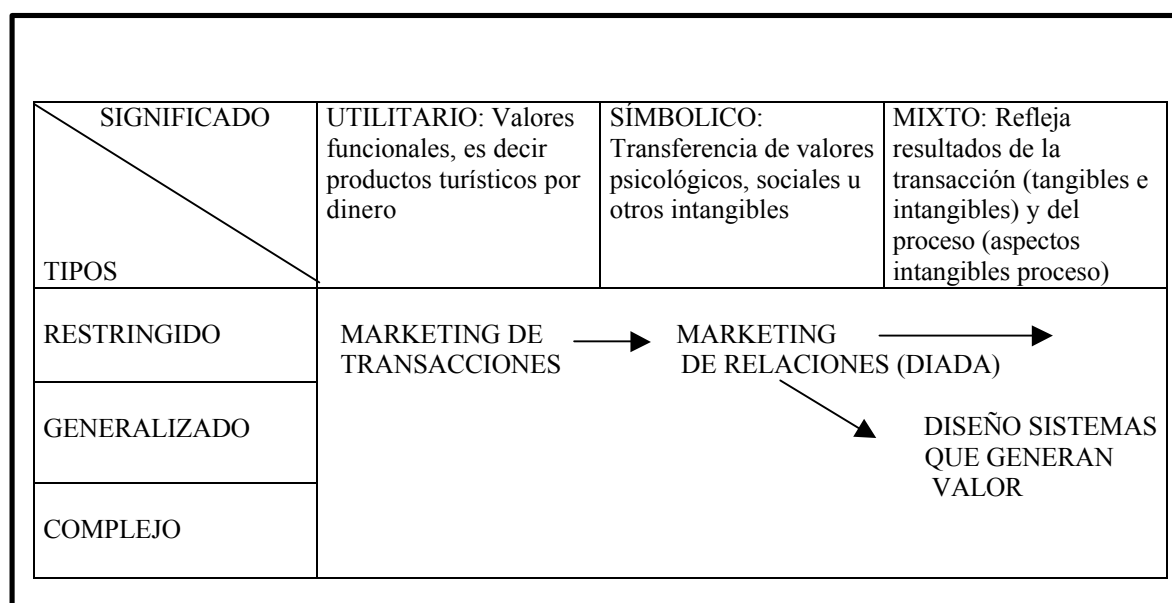 SIGNIFICADO
TIPOS
UTILITARIO: Valores
funcionales, es decir
productos turísticos por
dinero
SÍMBOLICO:
Transferencia de valores
psicológicos, sociales u
otros intangibles
MIXTO: Refleja
resultados de la
transacción (tangibles e
intangibles) y del
proceso (aspectos
intangibles proceso)
RESTRINGIDO
MARKETING DE
TRANSACCIONES
MARKETING
DE RELACIONES (DIADA)
GENERALIZADO
DISEÑO SISTEMAS
QUE GENERAN
VALOR
COMPLEJO